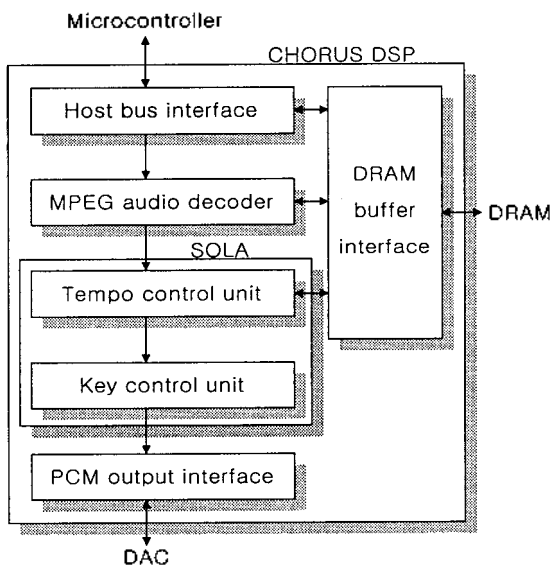 Microcontroller
CHORUS DSP
Host bus interface
MPEG audio decoder
DRAM
buffer
interface
DRAM
SOLA
Tempo control unit
Key control unit
PCM output interface
DAC